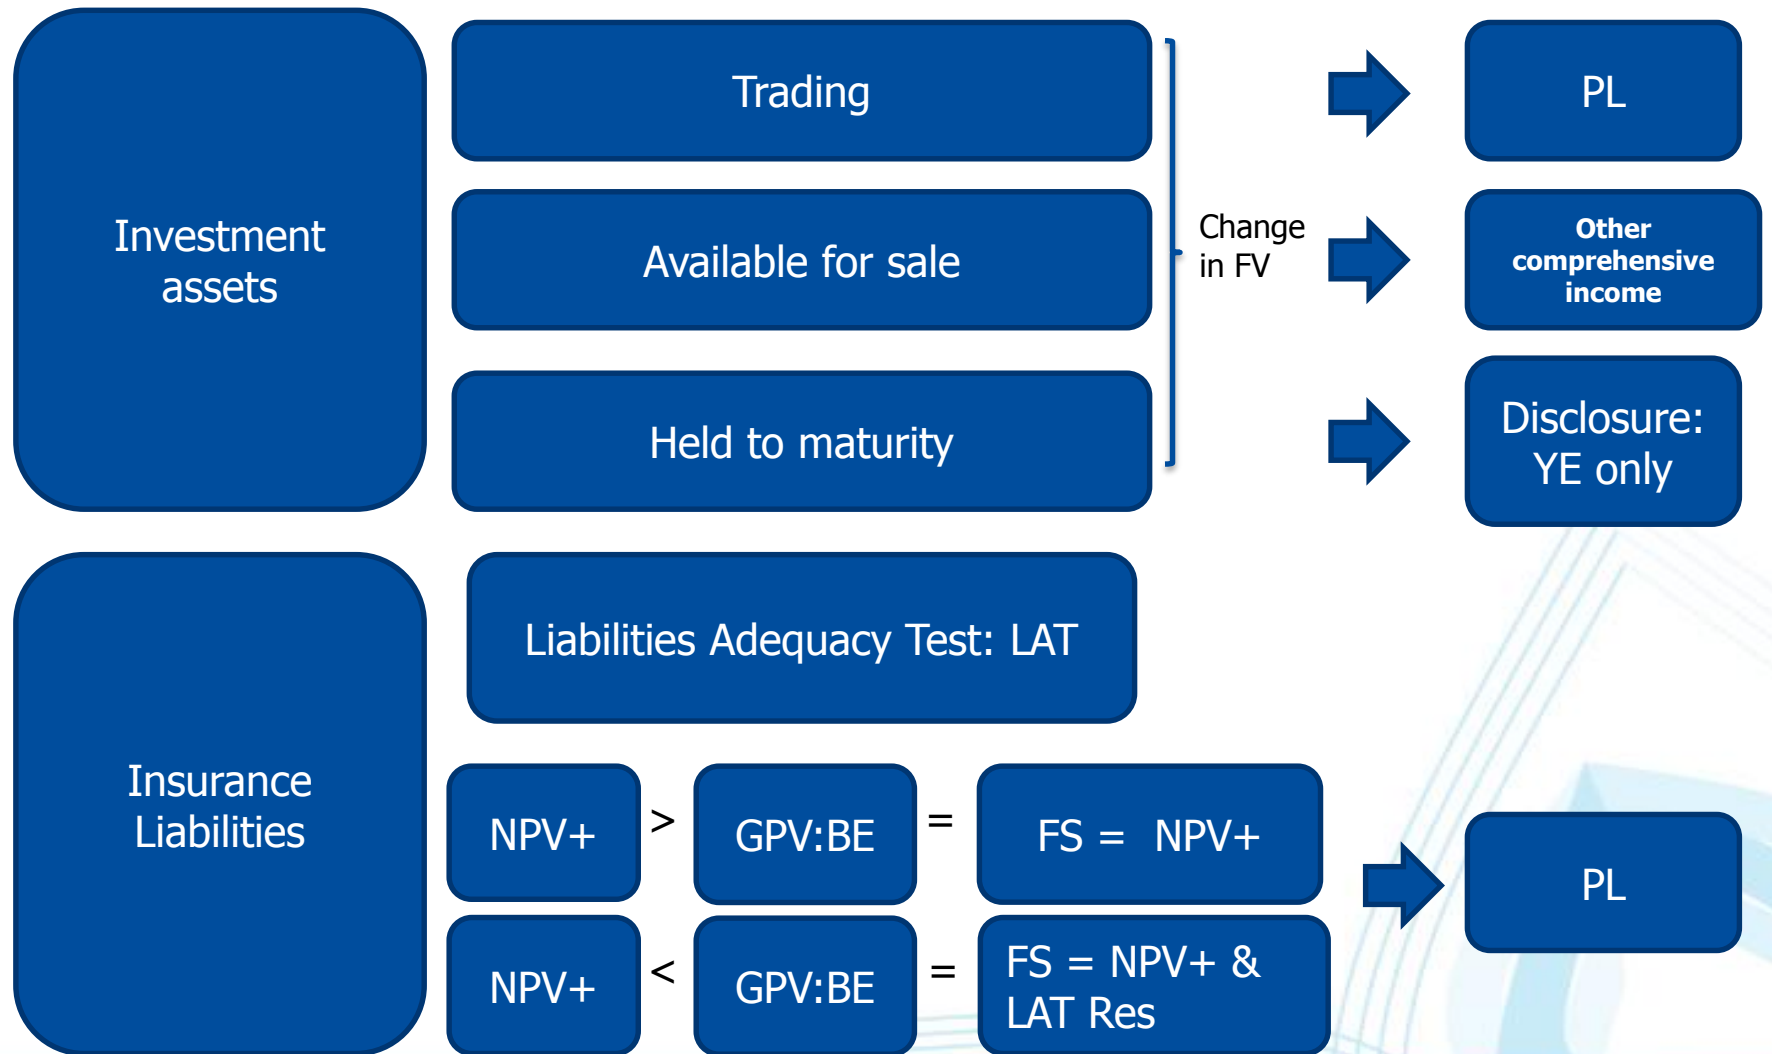 Investment
assets
Trading
Available for sale
Held to maturity
Change
in FV
PL
Other
comprehensive
income
Disclosure:
YE only
Insurance
Liabilities
Liabilities Adequacy Test: LAT
NPV+ > GPV:BE = FS = NPV+
NPV+ < GPV:BE = FS = NPV+ &
LAT Res
PL